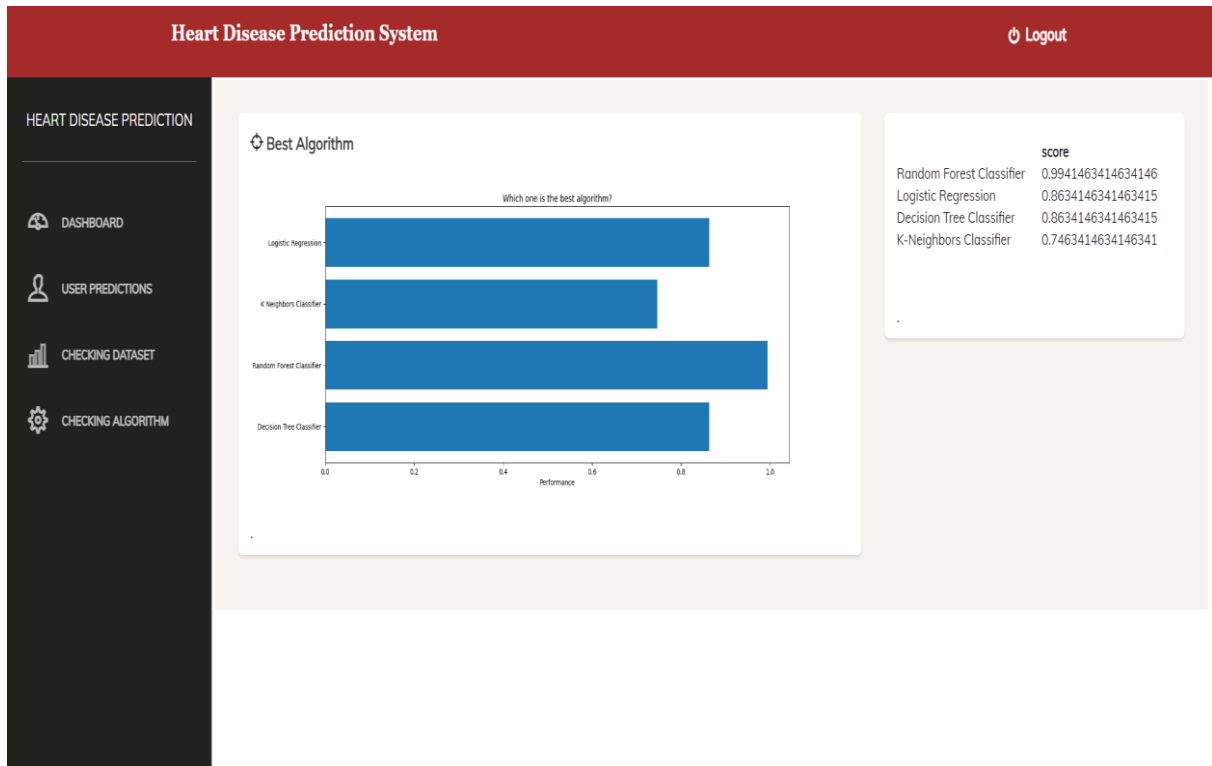 Heart Disease Prediction System
Logout
HEART DISEASE PREDICTION
DASHBOARD
USER PREDICTIONS
CHECKING DATASET
CHECKING ALGORITHM
Best Algorithm
Which one is the best algorithm?
Logistic Regression
K Neighbors Classifier
Random Forest Classifier
Decision Tree Classifier
0.0 0.2 0.4 0.6 0.8 1.0
Performance
.
score
Random Forest Classifier 0.9941463414634146
Logistic Regression 0.8634146341463415
Decision Tree Classifier 0.8634146341463415
K-Neighbors Classifier 0.7463414634146341
.